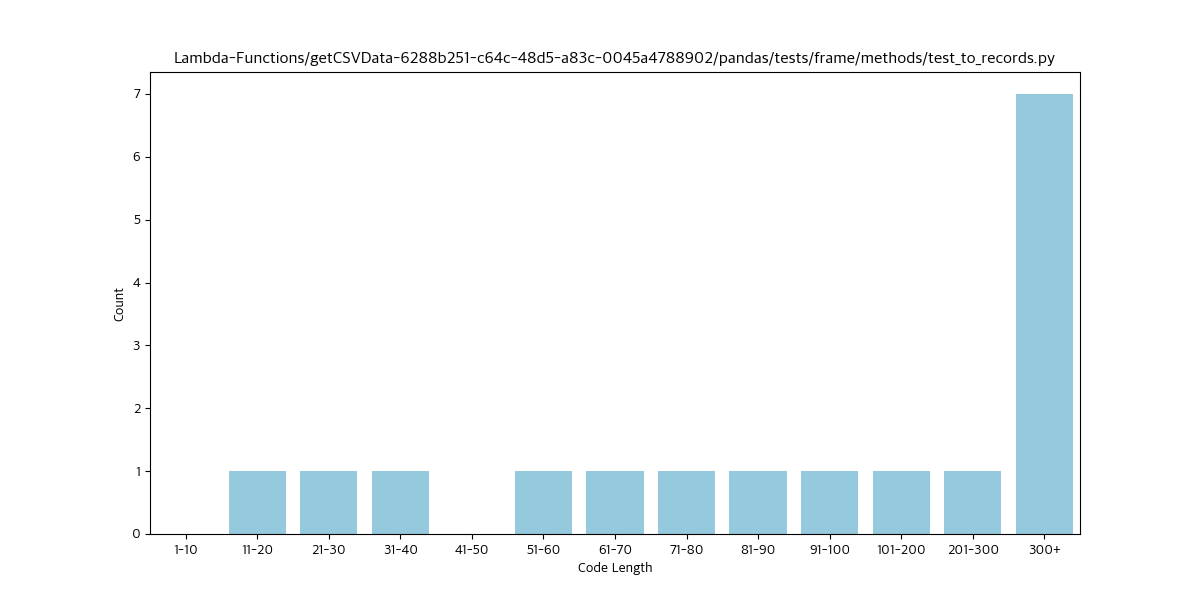 Lambda-Functions/getCSVData-6288b251-c64c-48d5-a83c-0045a4788902/pandas/tests/frame/methods/test_to_records.py
7
6
5
4
3
2
1
0
Count
1-10 11-20 21-30 31-40 41-50 51-60 61-70 71-80 81-90 91-100 101-200 201-300 300+
Code Length